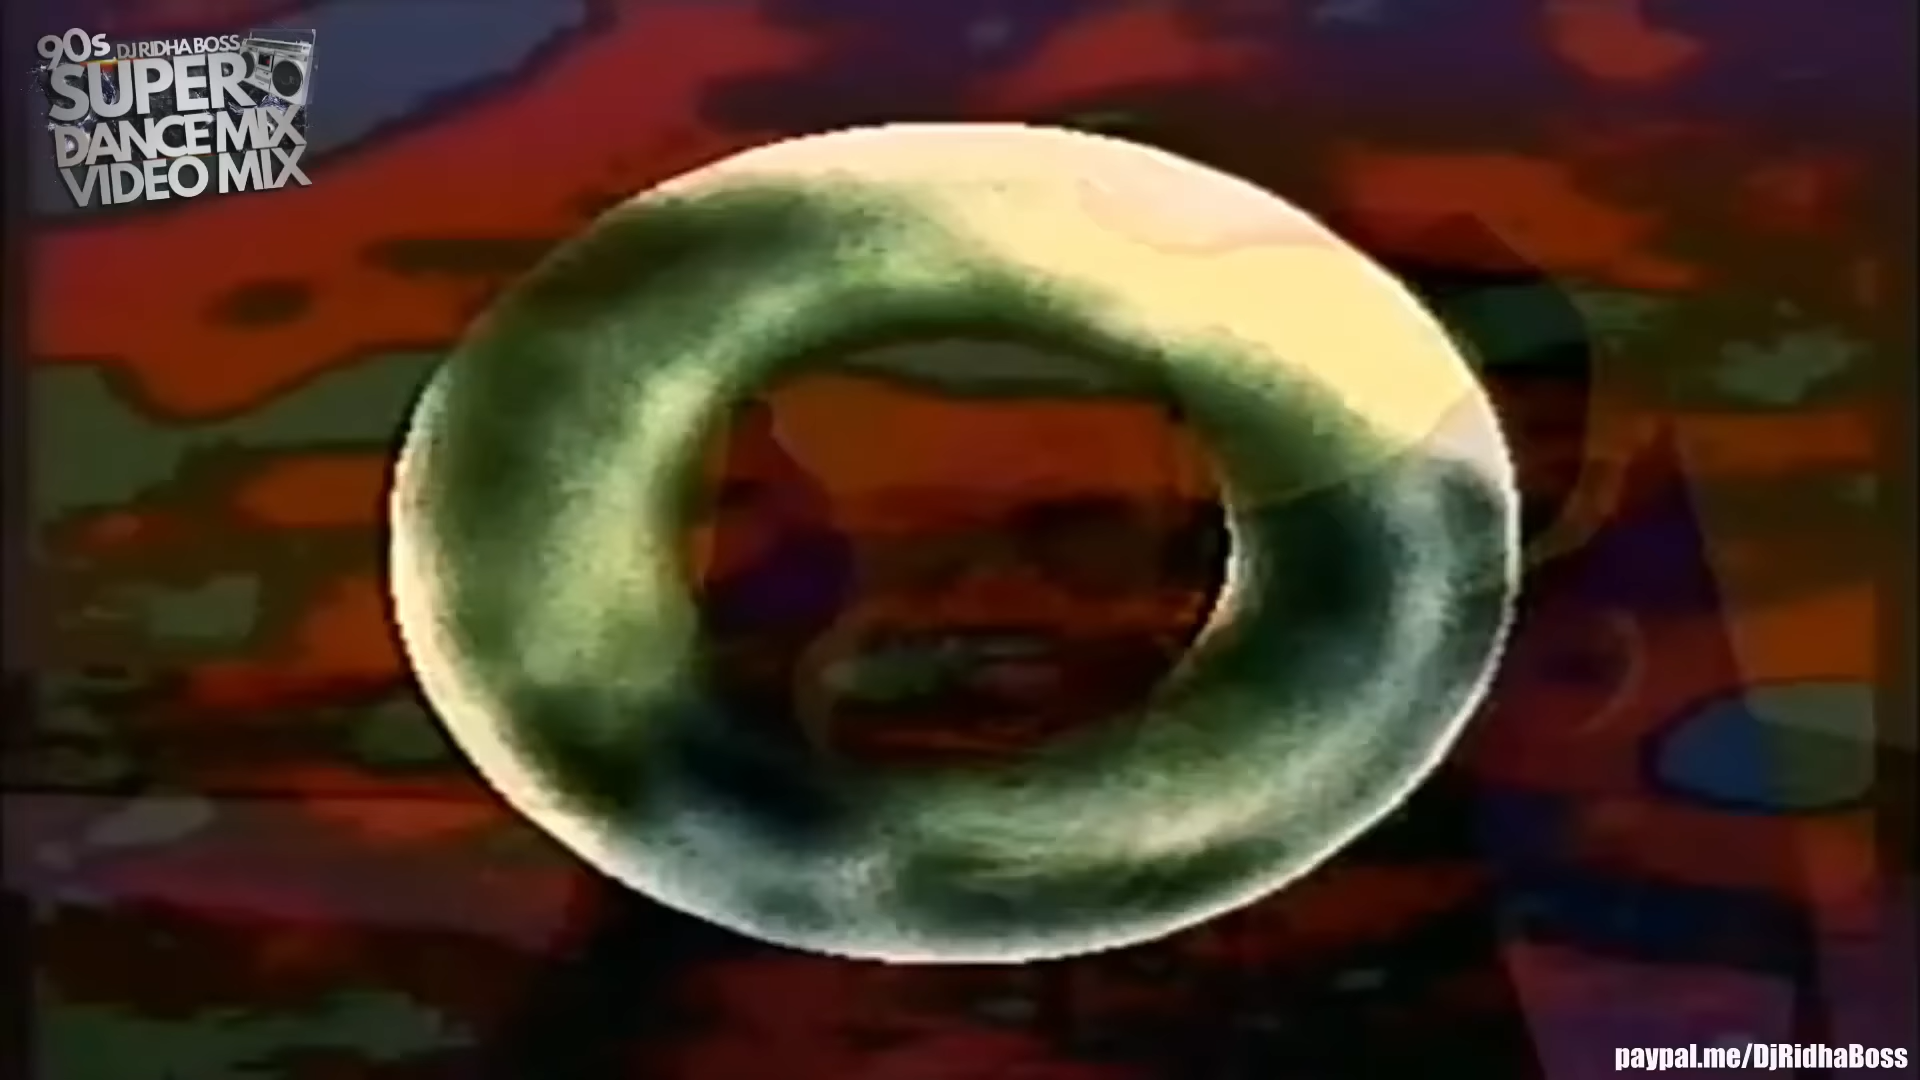 90s DJ RIDHA BOSS
SUPER
DANCE MIX
VIDEO MIX
paypal.me/DjRidhaBoss